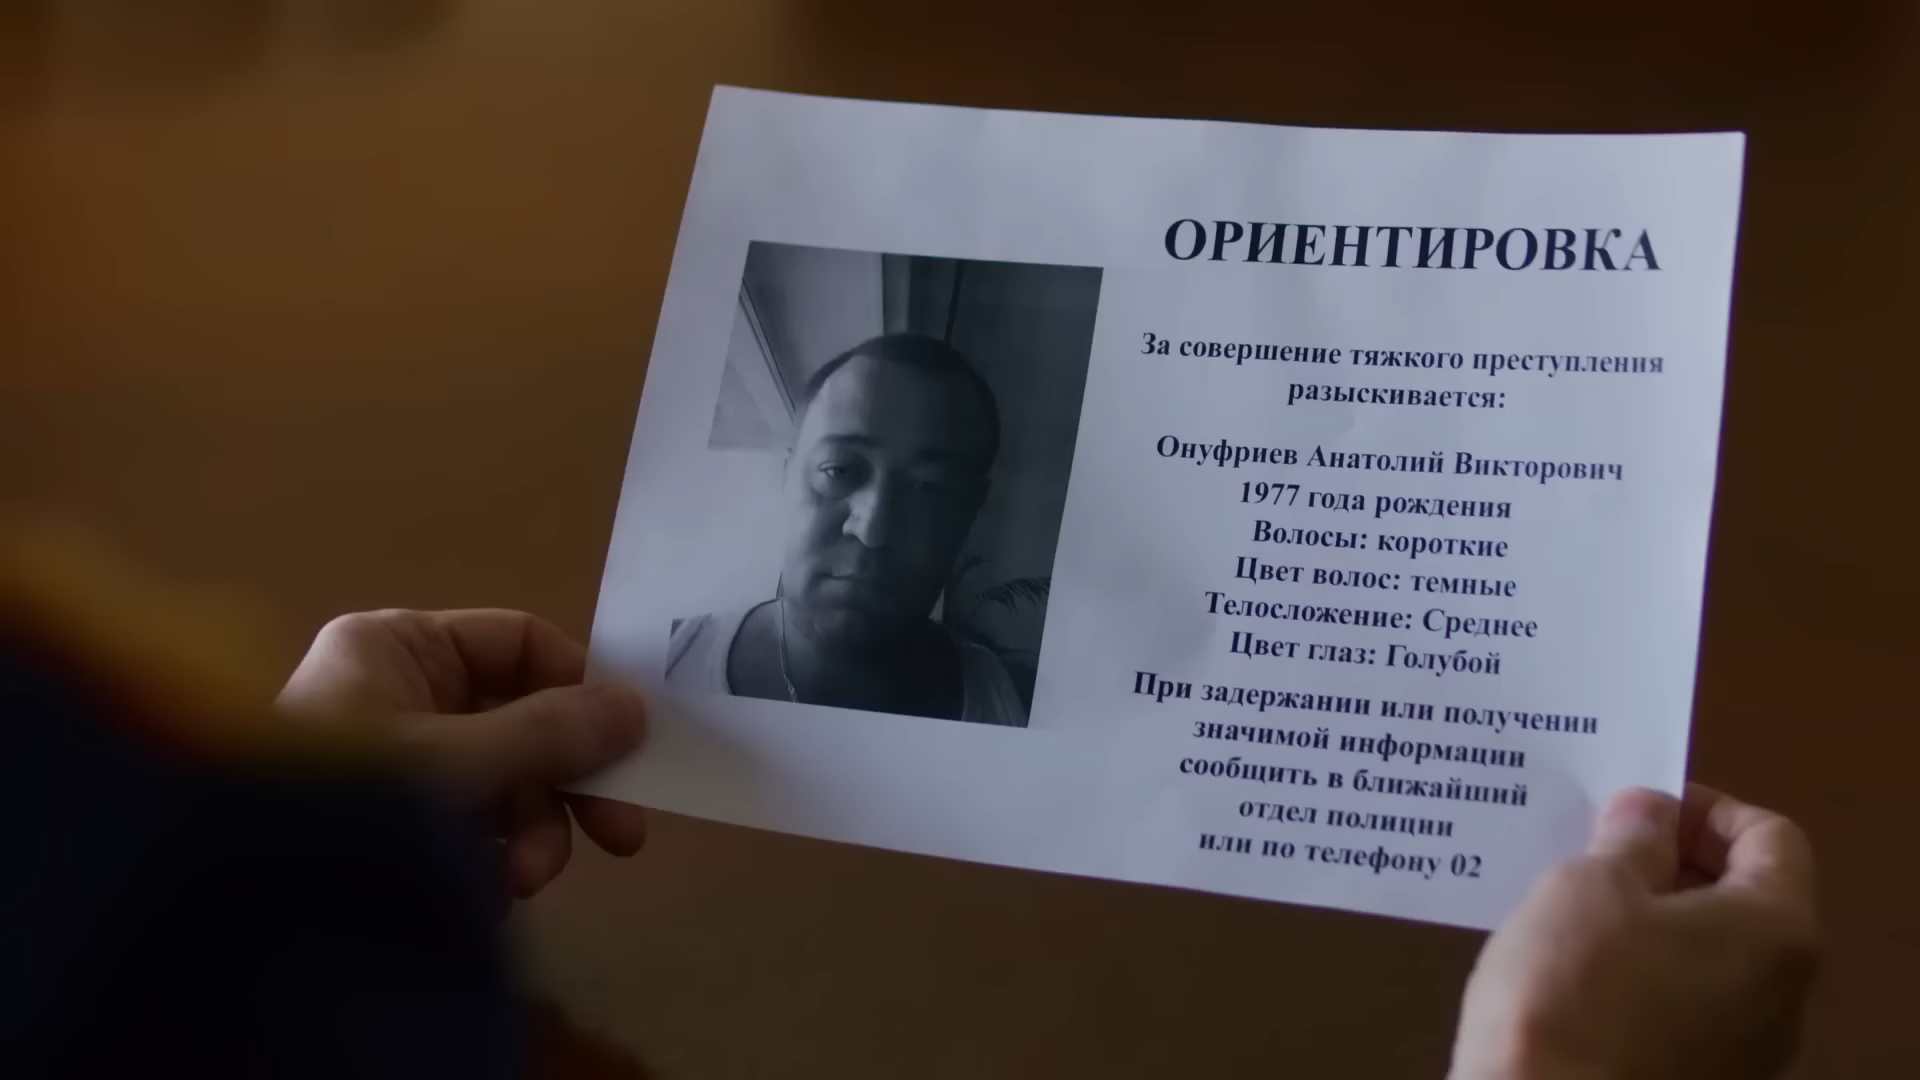 ОРИЕНТИРОВКА
За совершение тяжкого преступления
разыскивается:
Онуфриев Анатолий Викторович
1977 года рождения
Волосы: короткие
Цвет волос: темные
Телосложение: Среднее
Цвет глаз: Голубой
При задержании или получении
значимой информации
сообщить в ближайший
отдел полиции
или по телефону 02